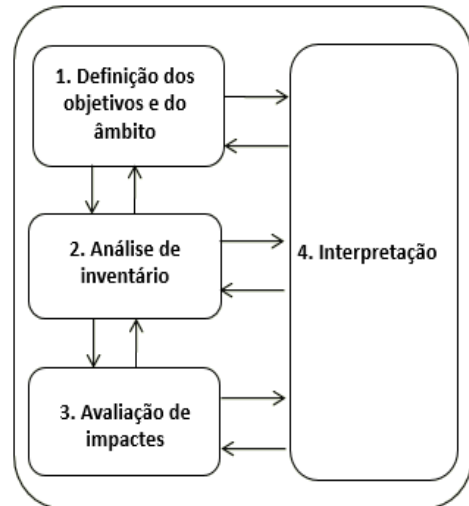 1. Definição dos
objetivos e do
âmbito
2. Análise de
inventário
4. Interpretação
3. Avaliação de
impactes